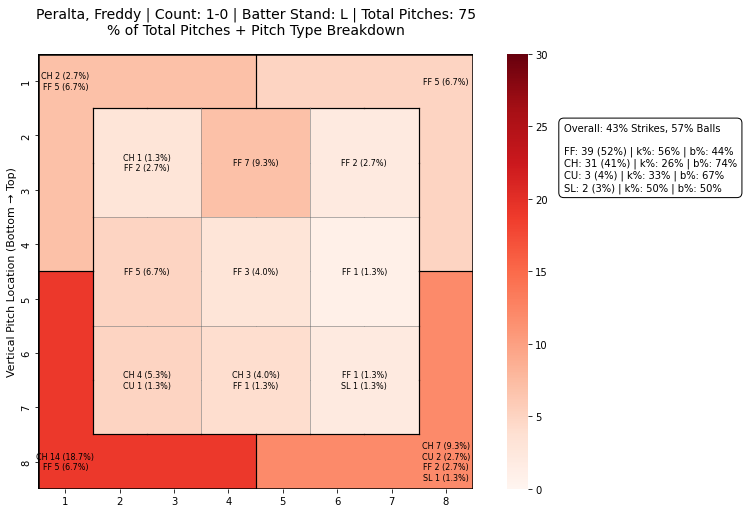 Peralta, Freddy | Count: 1-0 | Batter Stand: L | Total Pitches: 75
% of Total Pitches + Pitch Type Breakdown
Vertical Pitch Location (Bottom → Top)
1
2
3
4
5
6
7
8
CH 2 (2.7%)
FF 5 (6.7%)
FF 5 (6.7%)
CH 1 (1.3%)
FF 2 (2.7%)
FF 7 (9.3%)
FF 2 (2.7%)
FF 5 (6.7%)
FF 3 (4.0%)
FF 1 (1.3%)
CH 4 (5.3%)
CU 1 (1.3%)
CH 3 (4.0%)
FF 1 (1.3%)
FF 1 (1.3%)
SL 1 (1.3%)
CH 14 (18.7%)
FF 5 (6.7%)
CH 7 (9.3%)
CU 2 (2.7%)
FF 2 (2.7%)
SL 1 (1.3%)
1
2
3
4
5
6
7
8
30
25
20
15
10
5
0
Overall: 43% Strikes, 57% Balls
FF: 39 (52%) | k%: 56% | b%: 44%
CH: 31 (41%) | k%: 26% | b%: 74%
CU: 3 (4%) | k%: 33% | b%: 67%
SL: 2 (3%) | k%: 50% | b%: 50%